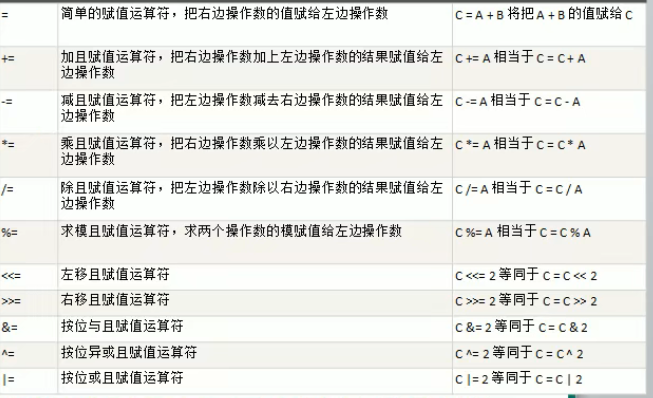 = 简单的赋值运算符，把右边操作数的值赋给左边操作数 C = A + B 将把 A + B 的值赋给 C
+= 加且赋值运算符，把右边操作数加上左边操作数的结果赋值给左 C += A 相当于 C = C + A
边操作数
-= 减且赋值运算符，把左边操作数减去右边操作数的结果赋值给左 C -= A 相当于 C = C - A
边操作数
*= 乘且赋值运算符，把右边操作数乘以左边操作数的结果赋值给左 C *= A 相当于 C = C * A
边操作数
/= 除且赋值运算符，把左边操作数除以右边操作数的结果赋值给左 C /= A 相当于 C = C / A
边操作数
%= 求模且赋值运算符，求两个操作数的模赋值给左边操作数 C %= A 相当于 C = C % A
<<= 左移且赋值运算符 C <<= 2 等同于 C = C << 2
>>= 右移且赋值运算符 C >>= 2 等同于 C = C >> 2
&= 按位与且赋值运算符 C &= 2 等同于 C = C & 2
^= 按位异或且赋值运算符 C ^= 2 等同于 C = C ^ 2
|= 按位或且赋值运算符 C |= 2 等同于 C = C | 2